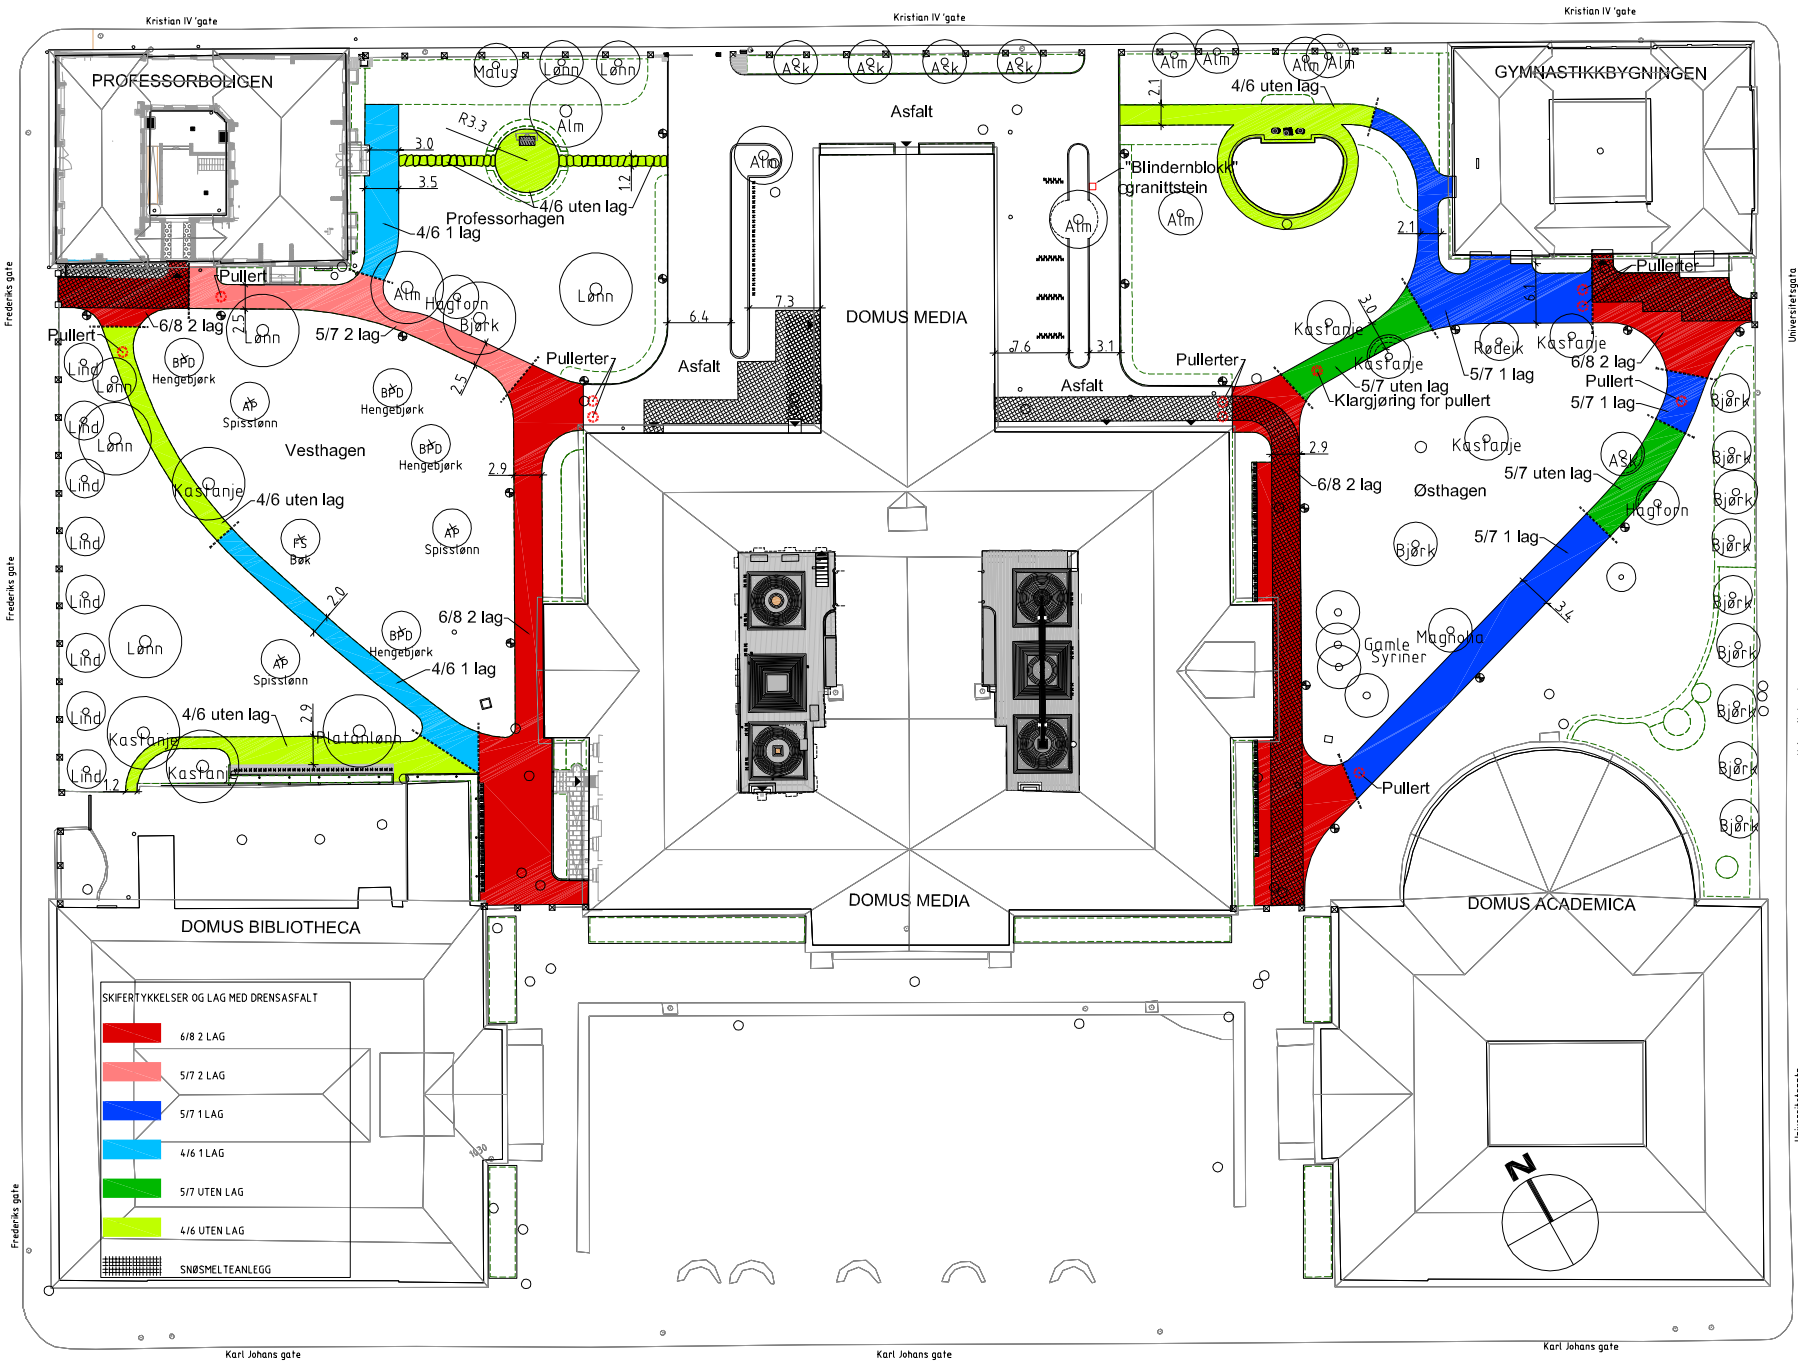 Kristian IV 'gate
Kristian IV 'gate
Kristian IV 'gate
PROFESSORBOLIGEN
Malus
Lønn
Lønn
Ask
Ask
Ask
Ask
Alm
Alm
Alm
Alm
GYMNASTIKKBYGNINGEN
4/6 uten lag
2.1
R3.3
Alm
Asfalt
3.0
3.5
1.2
Alm
"Blindernblokk"
granittstein
4/6 uten lag
Professorhagen
4/6 1 lag
Alm
Alm
2.1
Pullert
Pullerter
Frederiks gate
Universitetsgata
Alm
Hagtorn
Bjørk
Lønn
7.3
6.4
DOMUS MEDIA
6.1
3.0
6/8 2 lag
2.5
5/7 2 lag
Lønn
Pullert
Kastanje
Rødeik
Kastanje
Kastanje
6/8 2 lag
Lind
BPD
Hengebjørk
Lønn
2.5
Pullerter
Asfalt
7.6
3.1
Asfalt
Pullerter
5/7 1 lag
Pullert
5/7 uten lag
Klargjøring for pullert
5/7 1 lag
Bjørk
AP
Spisslønn
BPD
Hengebjørk
Lind
Lønn
Vesthagen
BPD
Hengebjørk
2.9
2.9
Kastanje
Ask
Bjørk
5/7 uten lag
Lind
Kastanje
4/6 uten lag
6/8 2 lag
Østhagen
Hagtorn
Bjørk
Lind
FS
Bøk
AP
Spisslønn
Bjørk
5/7 1 lag
Bjørk
Frederiks gate
Lind
2.0
6/8 2 lag
3.4
Bjørk
Lønn
BPD
Hengebjørk
Gamle
Syriner
Magnolia
Bjørk
Lind
AP
Spisslønn
4/6 1 lag
Lind
4/6 uten lag
2.9
Bjørk
Kastanje
Platanlønn
Kastanje
Lind
1.2
Pullert
Bjørk
Bjørk
DOMUS MEDIA
DOMUS BIBLIOTHECA
DOMUS ACADEMICA
SKIFERTYKKELSER OG LAG MED DRENSASFALT
6/8 2 LAG
5/7 2 LAG
5/7 1 LAG
4/6 1 LAG
5/7 UTEN LAG
4/6 UTEN LAG
SNØSMELTEANLEGG
1030
N
Frederiks gate
Karl Johans gate
Karl Johans gate
Karl Johans gate